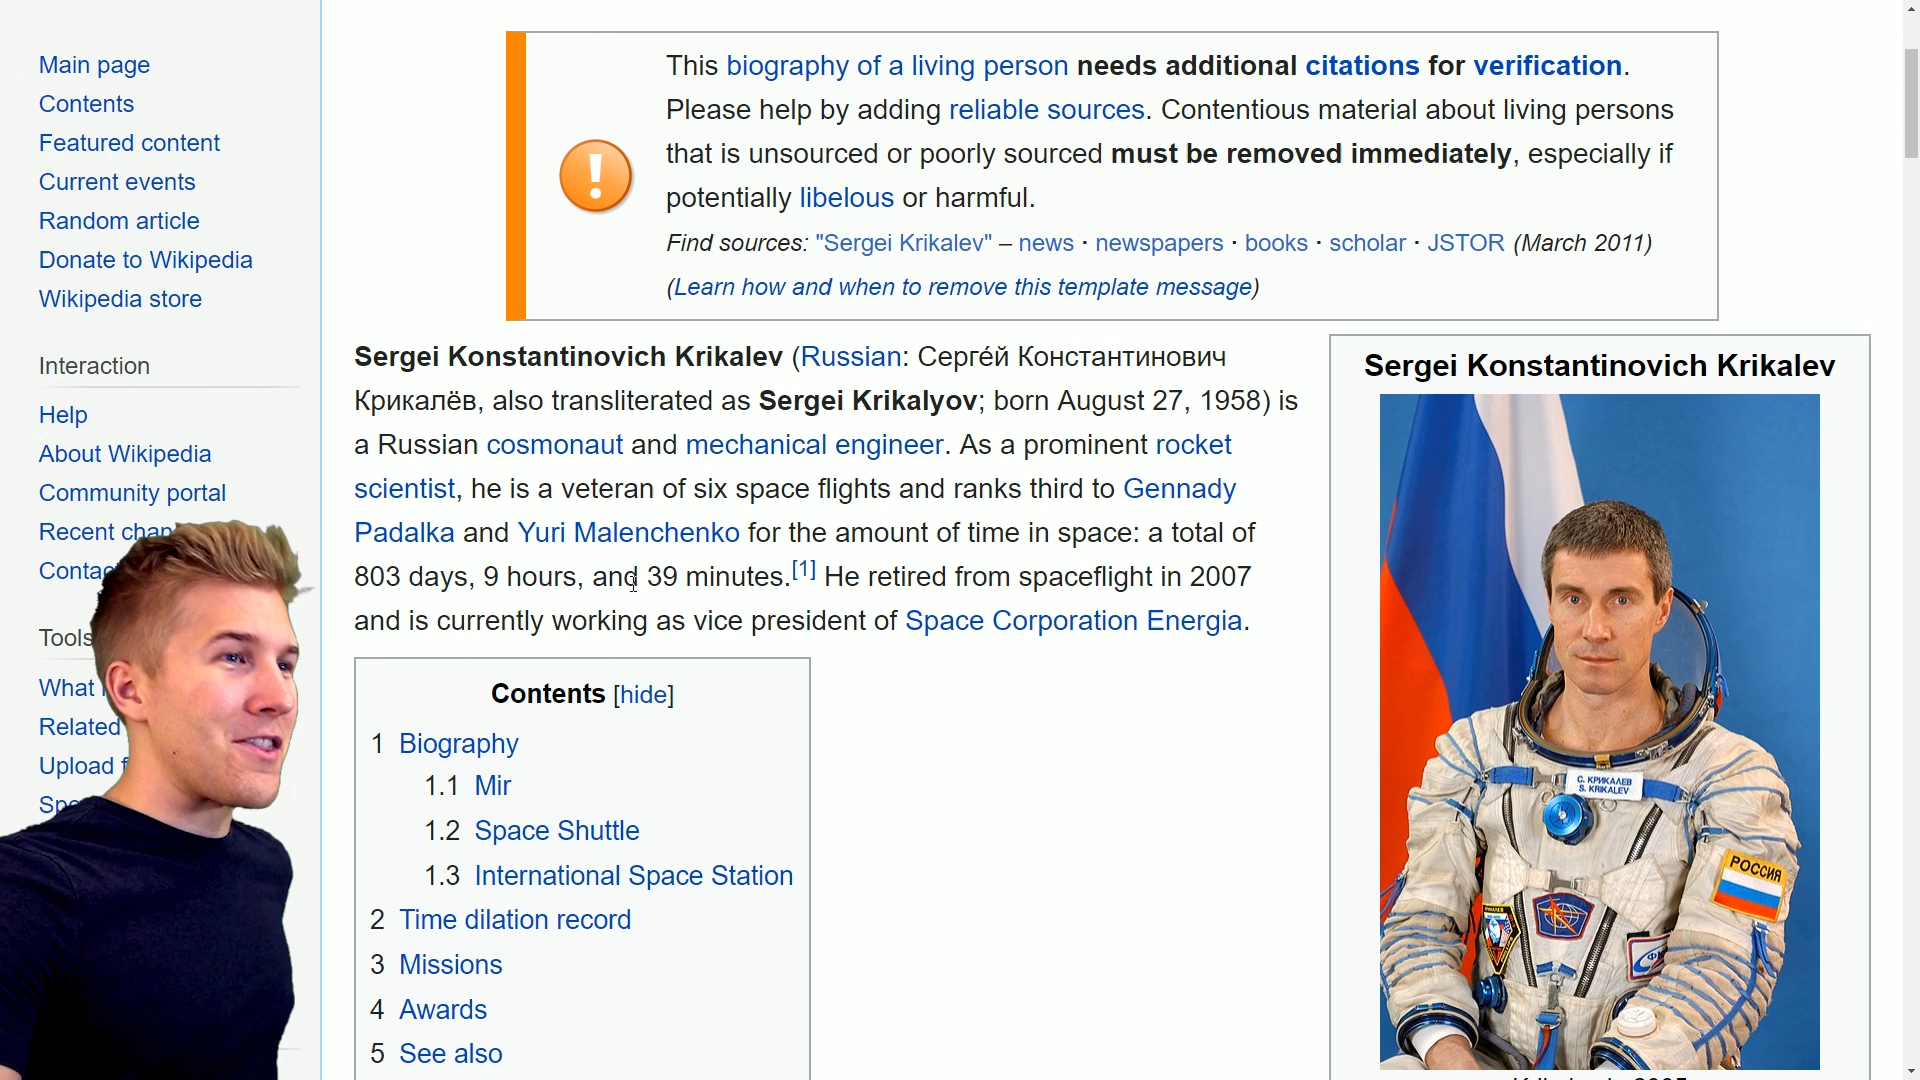 Main page
Contents
Featured content
Current events
Random article
Donate to Wikipedia
Wikipedia store
Interaction
Help
About Wikipedia
Community portal
Recent chan
Contac
Tools
What
Related
Upload f
Spe
This biography of a living person needs additional citations for verification.
Please help by adding reliable sources. Contentious material about living persons
that is unsourced or poorly sourced must be removed immediately, especially if
potentially libelous or harmful.
Find sources: "Sergei Krikalev" – news · newspapers · books · scholar · JSTOR (March 2011)
(Learn how and when to remove this template message)
Sergei Konstantinovich Krikalev (Russian: Серге́й Константинович
Крикалёв, also transliterated as Sergei Krikalyov; born August 27, 1958) is
a Russian cosmonaut and mechanical engineer. As a prominent rocket
scientist, he is a veteran of six space flights and ranks third to Gennady
Padalka and Yuri Malenchenko for the amount of time in space: a total of
803 days, 9 hours, and 39 minutes.[1] He retired from spaceflight in 2007
and is currently working as vice president of Space Corporation Energia.
Contents [hide]
1 Biography
1.1 Mir
1.2 Space Shuttle
1.3 International Space Station
2 Time dilation record
3 Missions
4 Awards
5 See also
Sergei Konstantinovich Krikalev
С. КРИКАЛЕВ
S. KRIKALEV
РОССИЯ